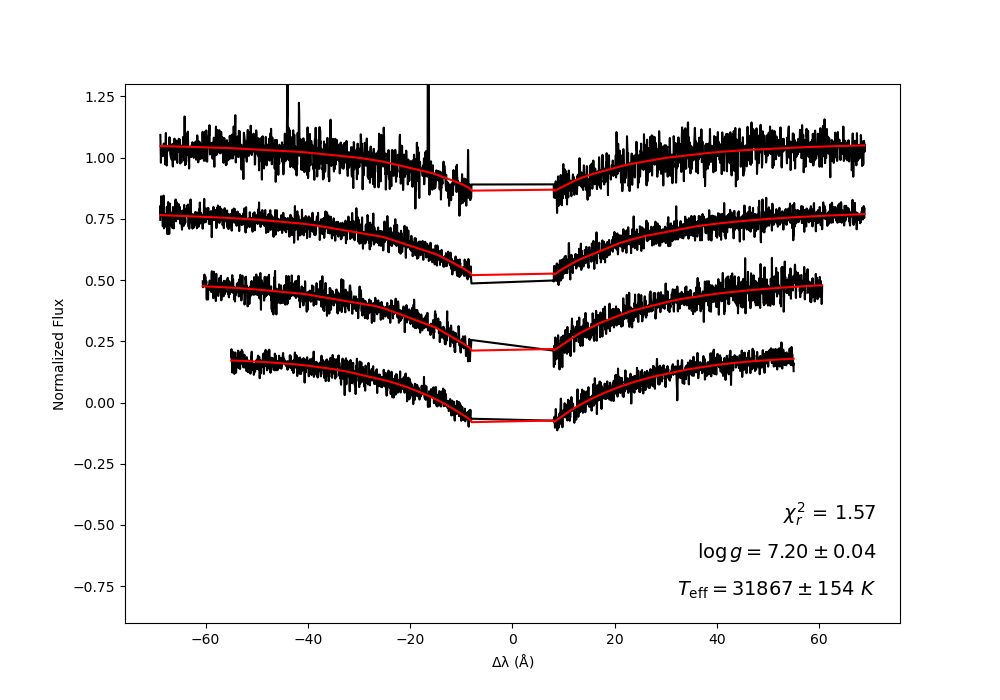 1.25
1.00
0.75
0.50
0.25
0.00
−0.25
−0.50
−0.75
Normalized Flux
χ²ᵣ = 1.57
log g = 7.20 ± 0.04
T_eff = 31867 ± 154 K
−60 −40 −20 0 20 40 60
Δλ (Å)